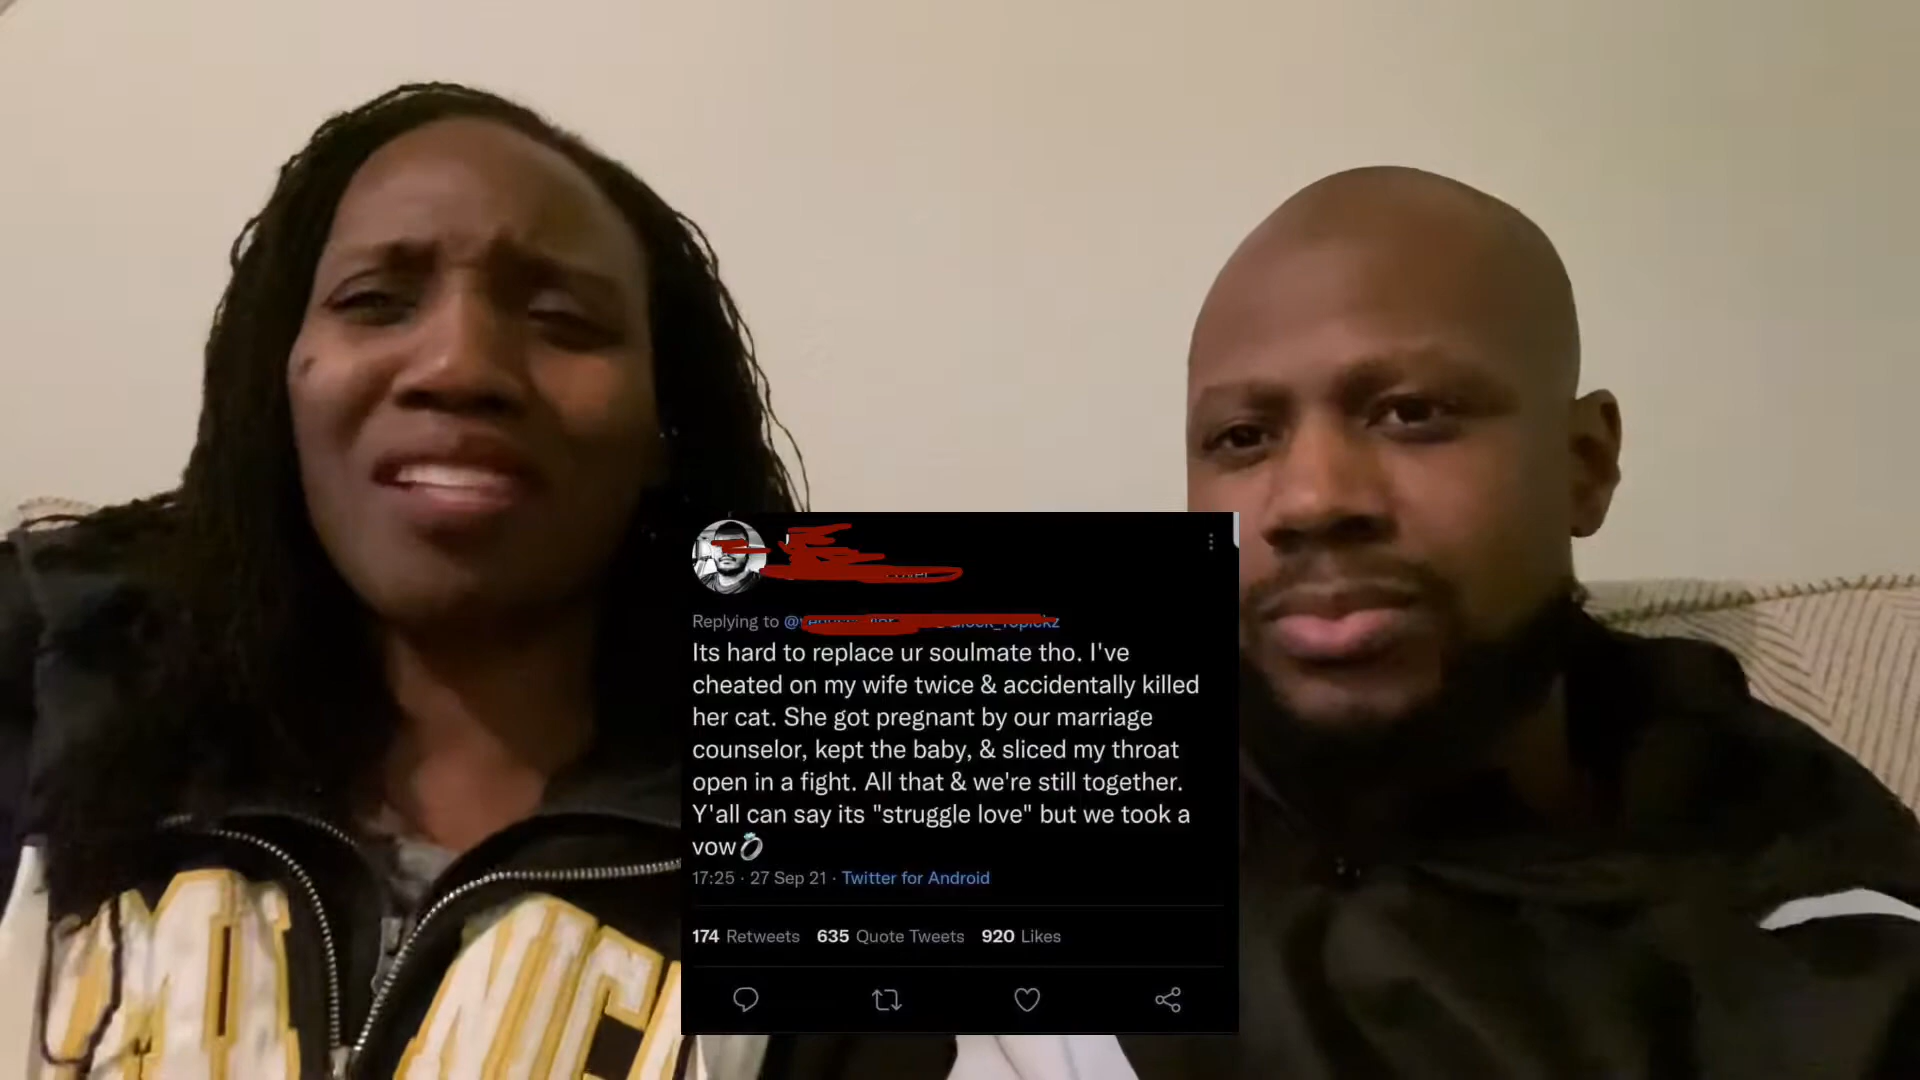 Replying to
Its hard to replace ur soulmate tho. I've
cheated on my wife twice & accidentally killed
her cat. She got pregnant by our marriage
counselor, kept the baby, & sliced my throat
open in a fight. All that & we're still together.
Y'all can say its "struggle love" but we took a
vow💍
17:25 · 27 Sep 21 · Twitter for Android
174 Retweets 635 Quote Tweets 920 Likes